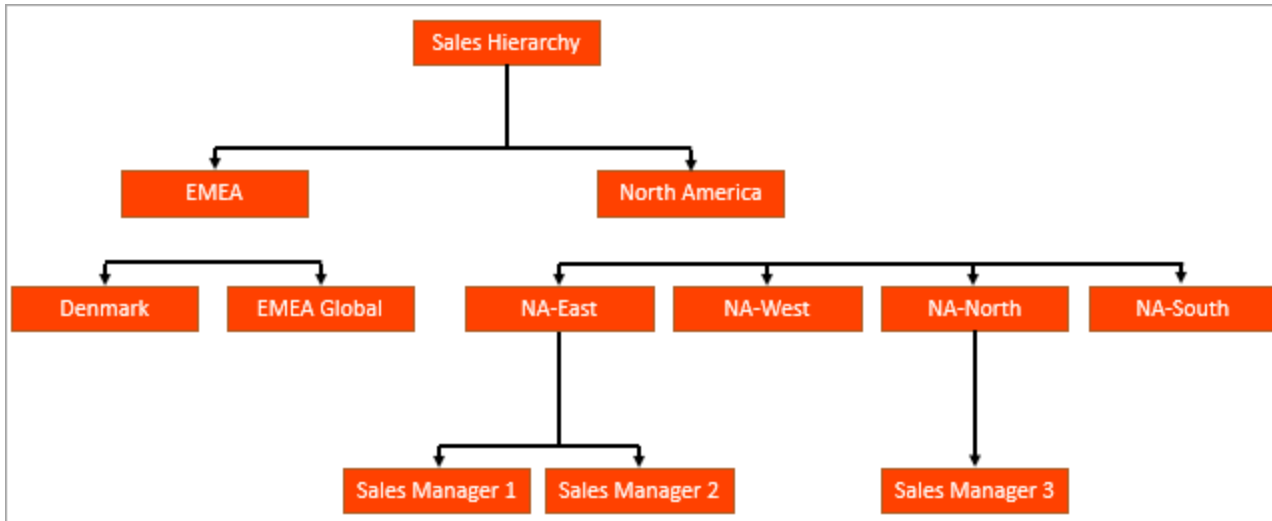 Sales Hierarchy
EMEA
North America
Denmark
EMEA Global
NA-East
NA-West
NA-North
NA-South
Sales Manager 1
Sales Manager 2
Sales Manager 3